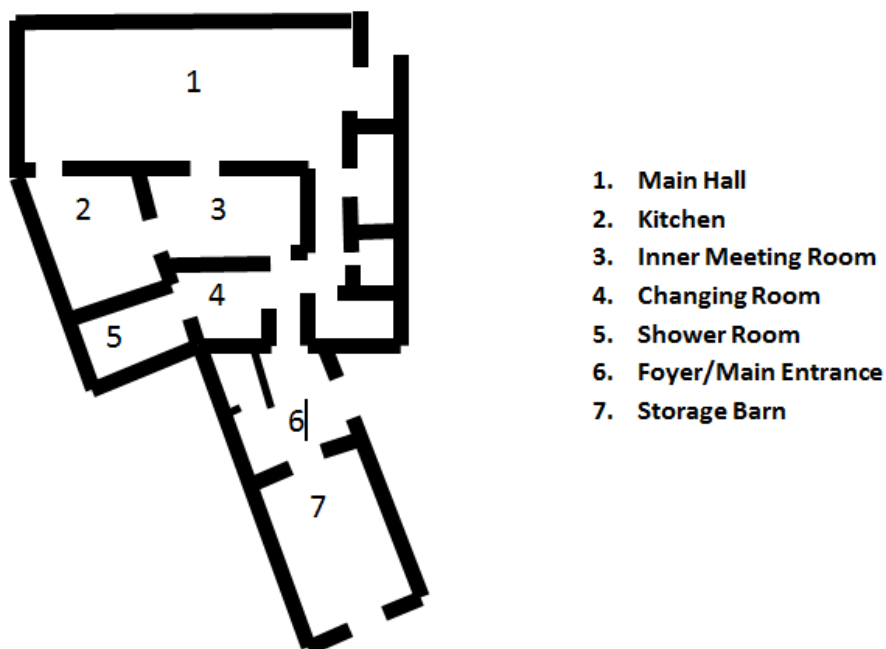 1
2
3
4
5
6
7
1. Main Hall
2. Kitchen
3. Inner Meeting Room
4. Changing Room
5. Shower Room
6. Foyer/Main Entrance
7. Storage Barn